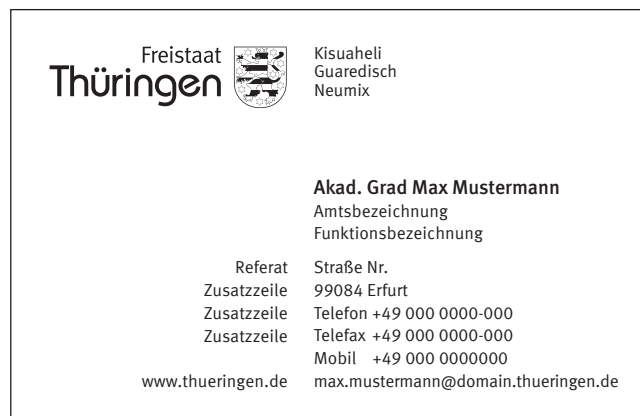 Freistaat
Thüringen
Kisuaheli
Guaredisch
Neumix
Akad. Grad Max Mustermann
Amtsbezeichnung
Funktionsbezeichnung
Referat Straße Nr.
Zusatzzeile 99084 Erfurt
Zusatzzeile Telefon +49 000 0000-000
Zusatzzeile Telefax +49 000 0000-000
Mobil +49 000 0000000
www.thueringen.de max.mustermann@domain.thueringen.de